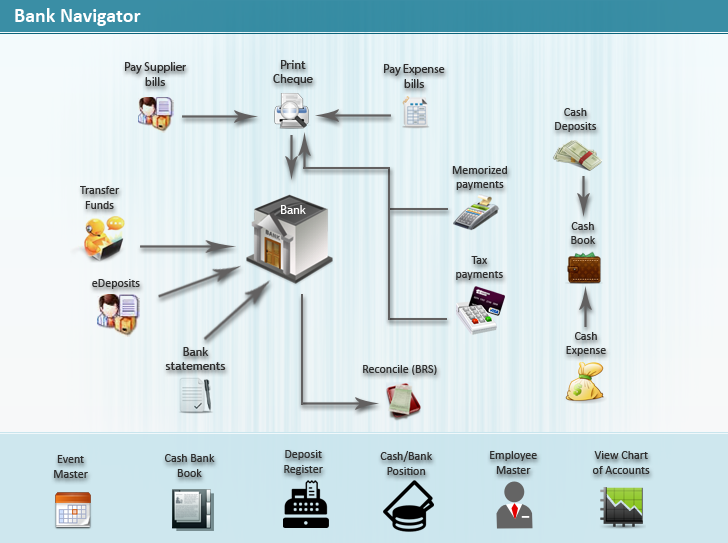 Bank Navigator
Pay Supplier
bills
Print
Cheque
Pay Expense
bills
Cash
Deposits
Memorized
payments
Transfer
Funds
Bank
BANK
Cash
Book
Tax
payments
eDeposits
VISA
Bank
statements
Cash
Expense
Reconcile (BRS)
Event
Master
Cash Bank
Book
Deposit
Register
Cash/Bank
Position
Employee
Master
View Chart
of Accounts